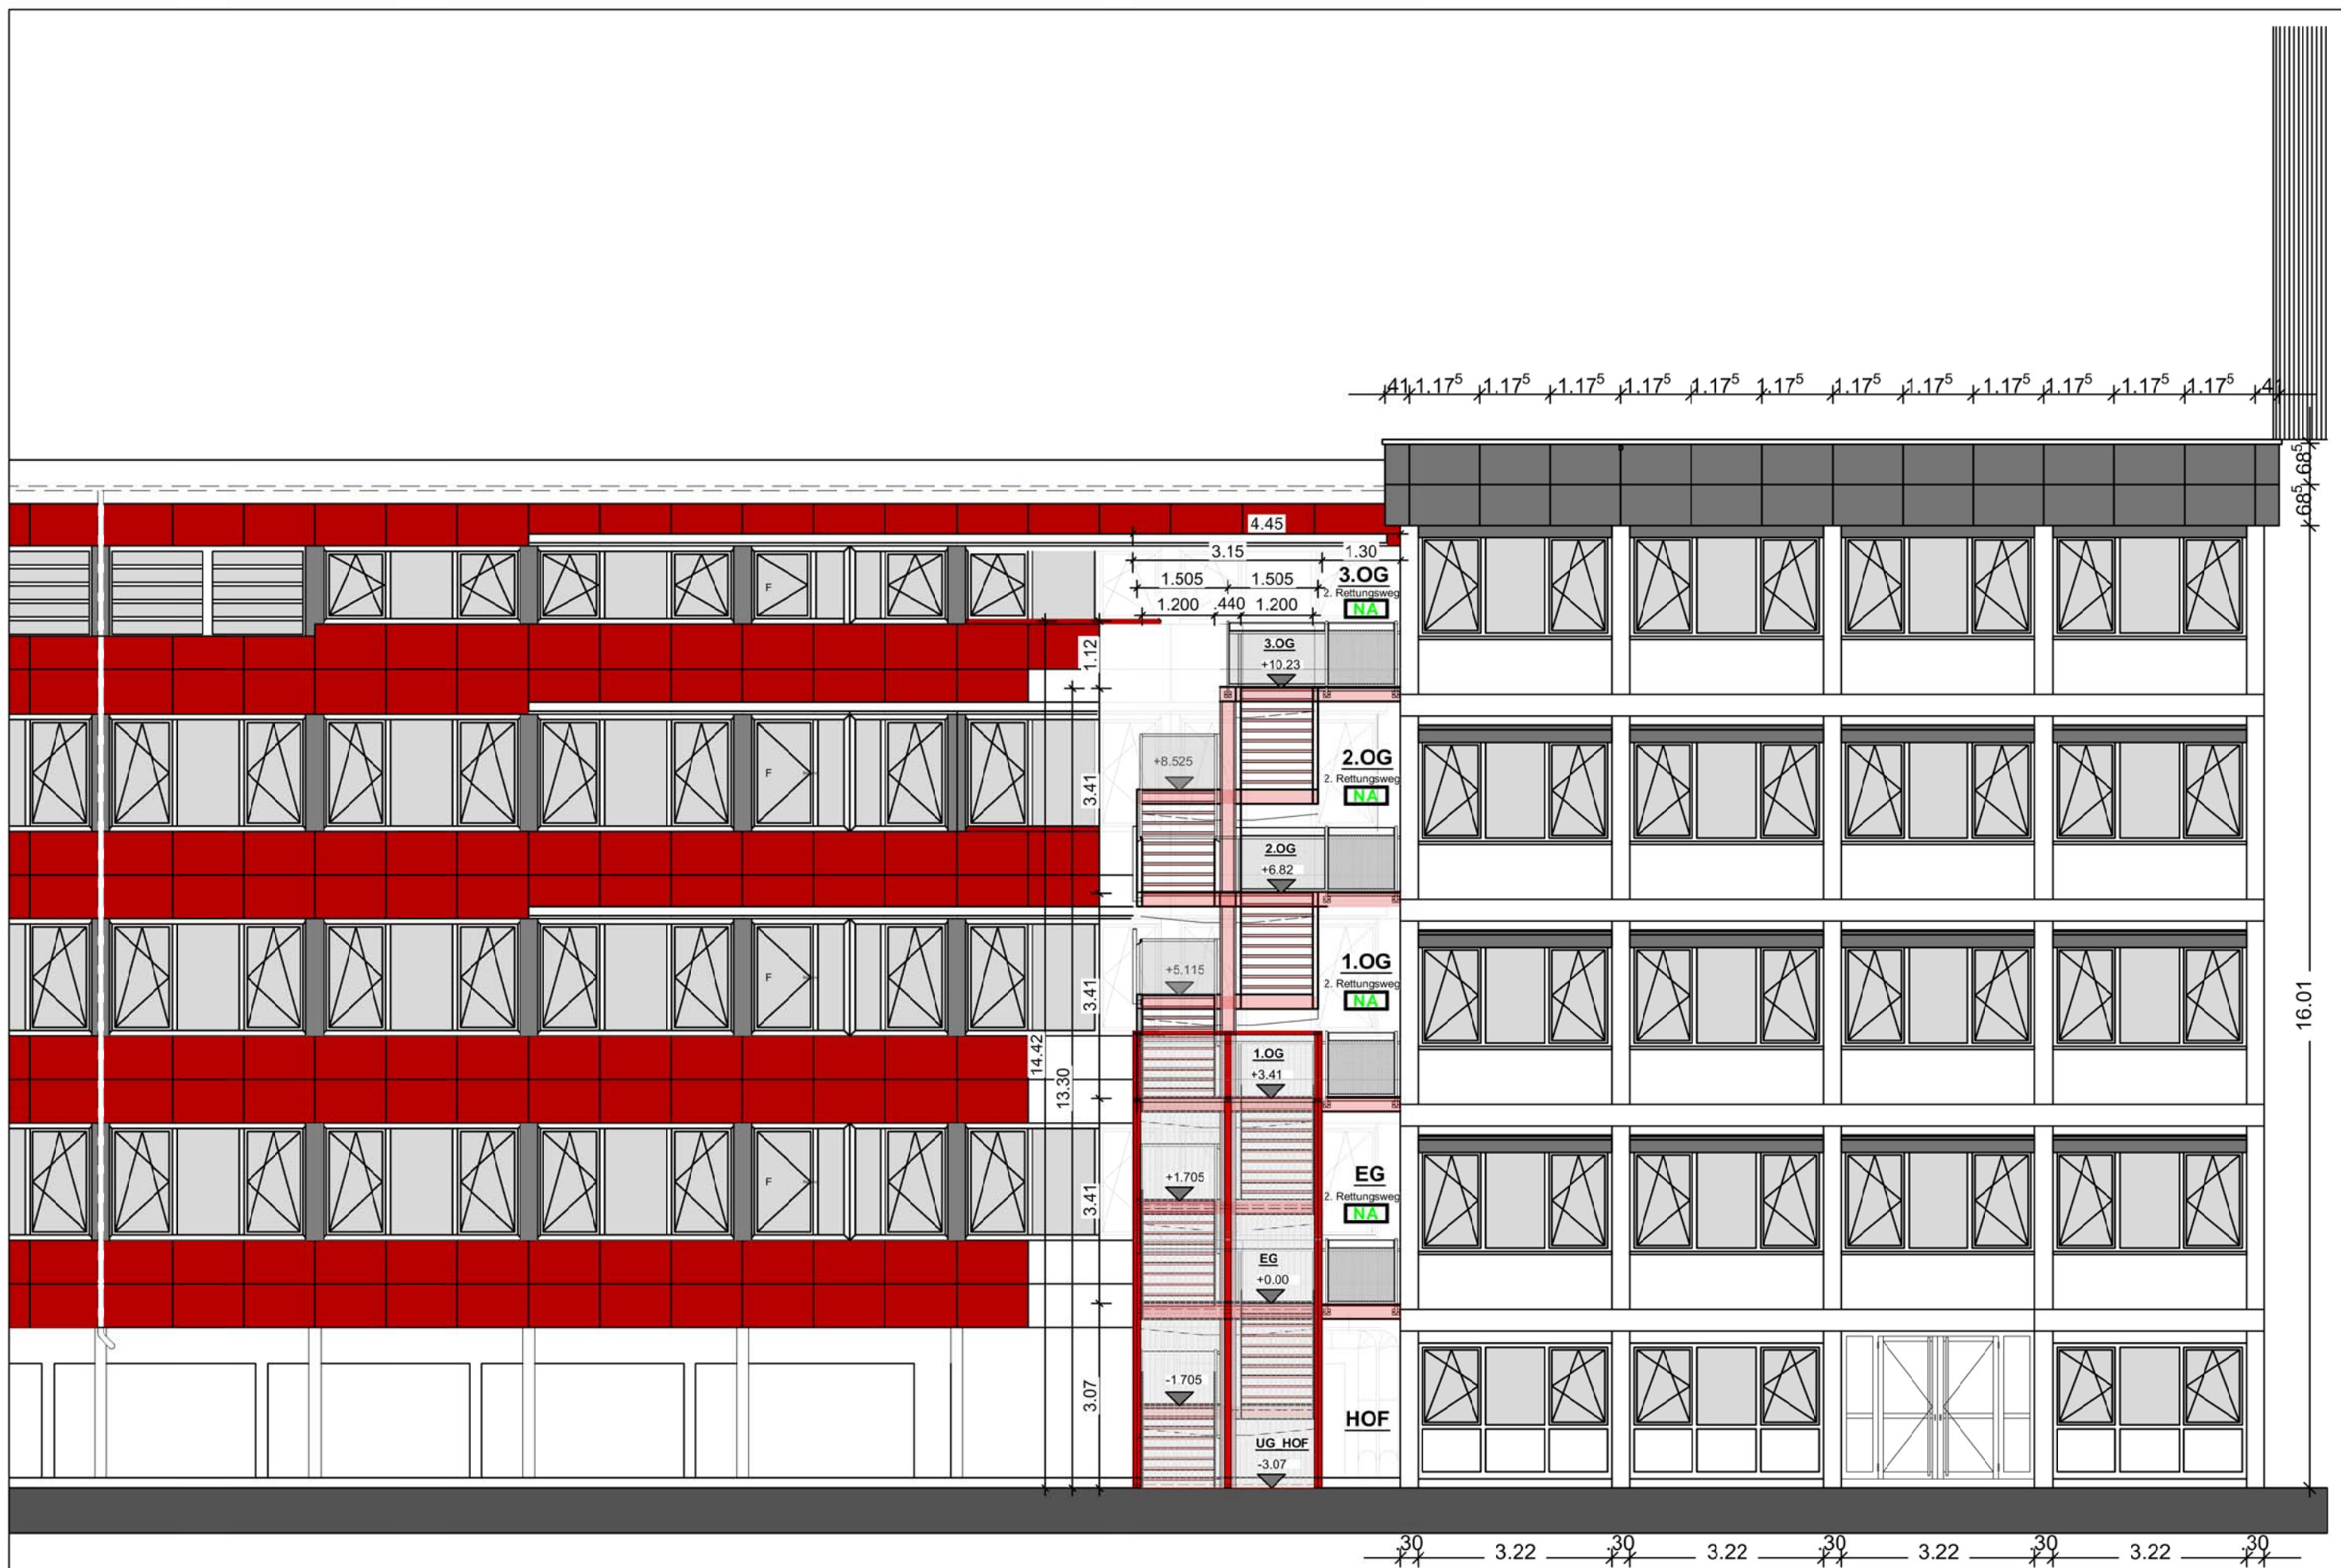 .41 1.17⁵ 1.17⁵ 1.17⁵ 1.17⁵ 1.17⁵ 1.17⁵ 1.17⁵ 1.17⁵ 1.17⁵ 1.17⁵ 1.17⁵ 1.17⁵ .41
68⁵
68⁵
4.45
3.15 1.30
1.505 1.505
1.200 .440 1.200
3.OG
2. Rettungsweg
NA
F
3.OG
+10.23
1.12
2.OG
2. Rettungsweg
NA
+8.525
F
3.41
2.OG
+6.82
1.OG
2. Rettungsweg
NA
+5.115
F
3.41
16.01
14.42
13.30
1.OG
+3.41
EG
2. Rettungsweg
NA
+1.705
F
3.41
EG
+0.00
-1.705
3.07
HOF
UG_HOF
-3.07
30 3.22 30 3.22 30 3.22 30 3.22 30